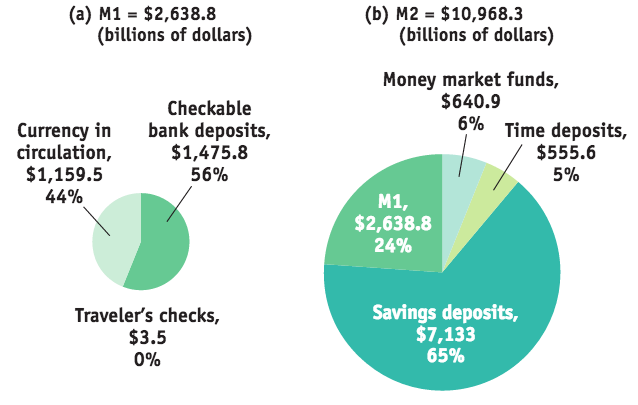 (a) M1 = $2,638.8
(billions of dollars)
Checkable
bank deposits,
$1,475.8
56%
Currency in
circulation,
$1,159.5
44%
Traveler’s checks,
$3.5
0%
(b) M2 = $10,968.3
(billions of dollars)
Money market funds,
$640.9
6%
Time deposits,
$555.6
5%
M1,
$2,638.8
24%
Savings deposits,
$7,133
65%